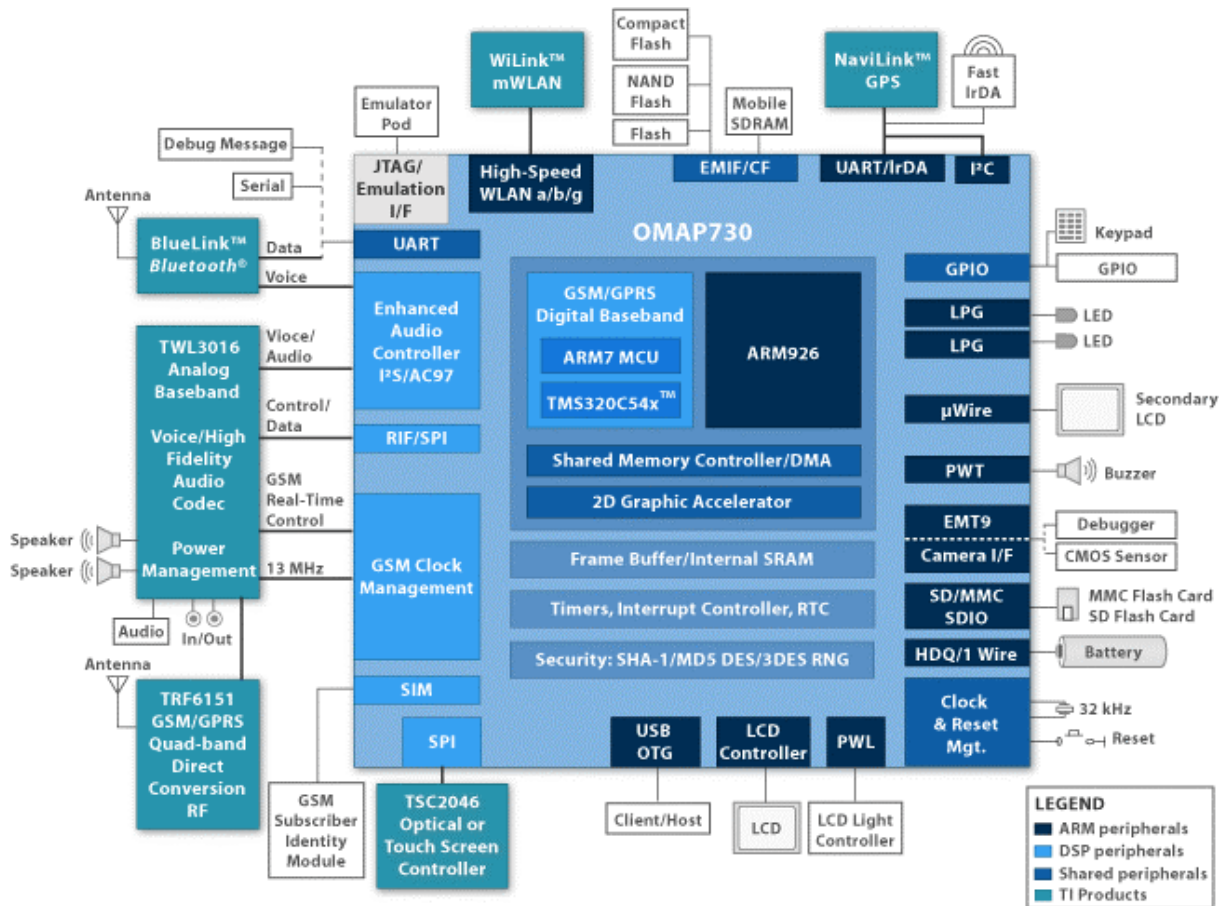 Compact
Flash
NAND
Flash
Flash
WiLink™
mWLAN
NaviLink™
GPS
Fast
IrDA
Emulator
Pod
Mobile
SDRAM
Debug Message
Serial
Antenna
BlueLink™
Bluetooth®
Data
Voice
JTAG/
Emulation
I/F
High-Speed
WLAN a/b/g
EMIF/CF
UART/IrDA
I²C
OMAP730
UART
Enhanced
Audio
Controller
I²S/AC97
RIF/SPI
GSM Clock
Management
SIM
SPI
GSM/GPRS
Digital Baseband
ARM7 MCU
TMS320C54x™
ARM926
Shared Memory Controller/DMA
2D Graphic Accelerator
Frame Buffer/Internal SRAM
Timers, Interrupt Controller, RTC
Security: SHA-1/MD5 DES/3DES RNG
USB
OTG
LCD
Controller
PWL
GPIO
LPG
LPG
µWire
PWT
EMT9
Camera I/F
SD/MMC
SDIO
HDQ/1 Wire
Clock
& Reset
Mgt.
Keypad
GPIO
LED
LED
Secondary
LCD
Buzzer
Debugger
CMOS Sensor
MMC Flash Card
SD Flash Card
Battery
32 kHz
Reset
TWL3016
Analog
Baseband
Voice/High
Fidelity
Audio
Codec
Power
Management
Vioce/
Audio
Control/
Data
GSM
Real-Time
Control
13 MHz
Speaker
Speaker
Audio
In/Out
Antenna
TRF6151
GSM/GPRS
Quad-band
Direct
Conversion
RF
GSM
Subscriber
Identity
Module
TSC2046
Optical or
Touch Screen
Controller
Client/Host
LCD
LCD Light
Controller
LEGEND
ARM peripherals
DSP peripherals
Shared peripherals
TI Products